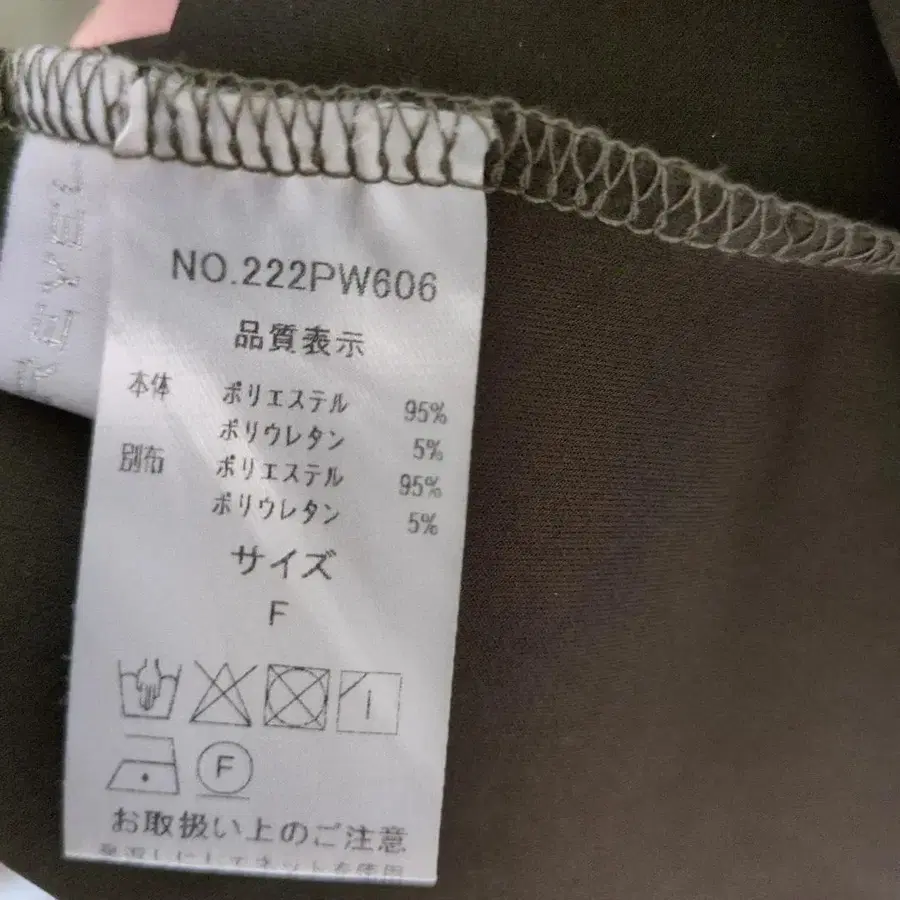 NO.222PW606
品質表示
本体 ポリエステル 95%
ポリウレタン 5%
別布 ポリエステル 95%
ポリウレタン 5%
サイズ
F
F
お取扱い上のご注意